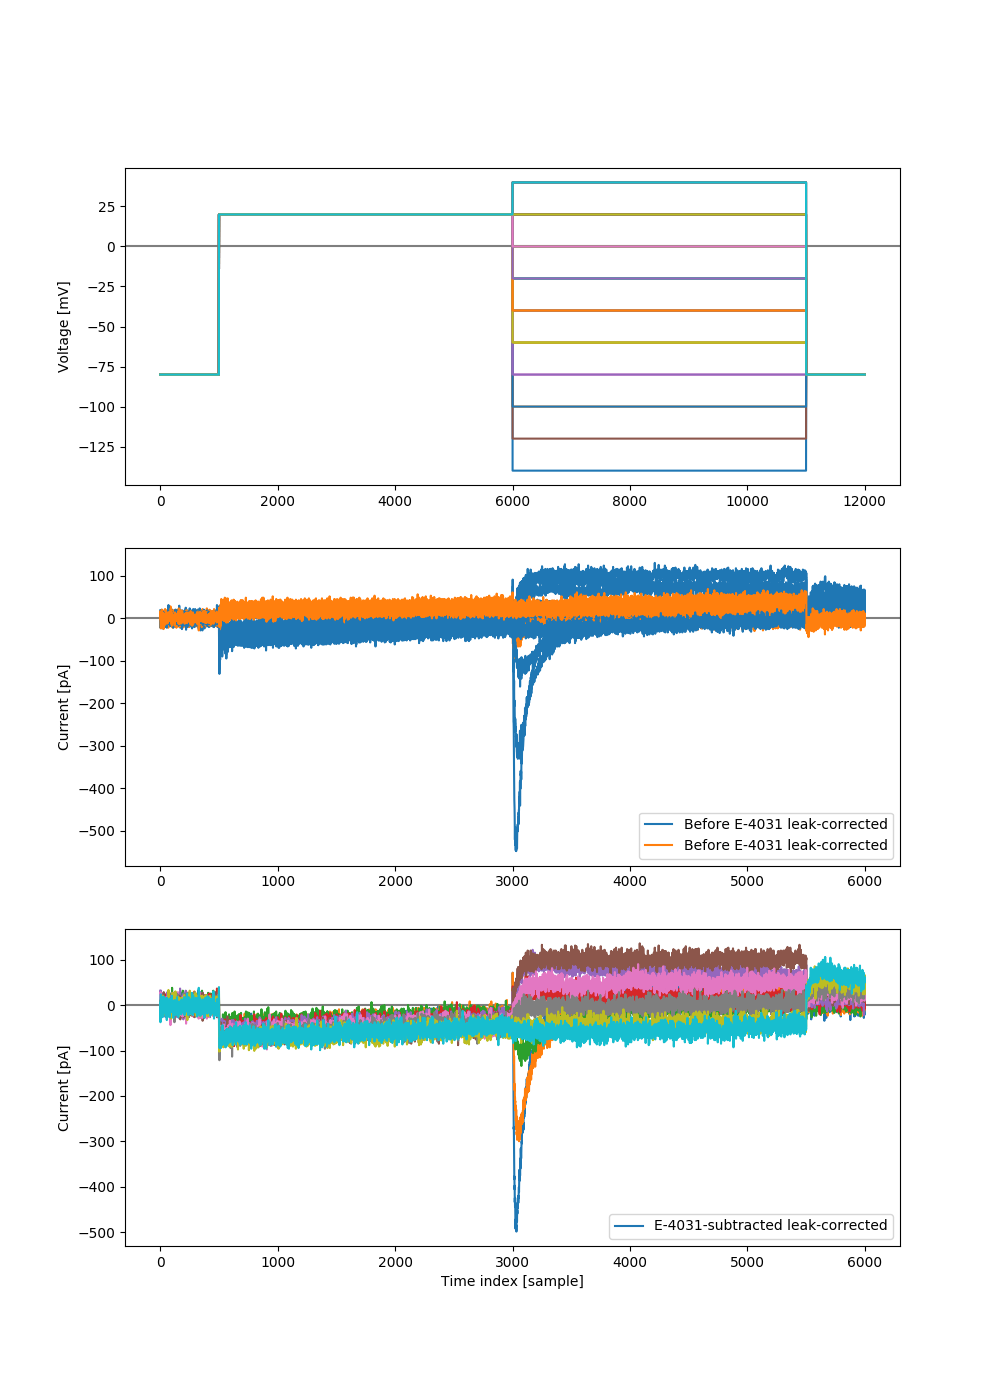 25
0
−25
−50
−75
−100
−125
Voltage [mV]
0 2000 4000 6000 8000 10000 12000
100
0
−100
−200
−300
−400
−500
Current [pA]
Before E-4031 leak-corrected
Before E-4031 leak-corrected
0 1000 2000 3000 4000 5000 6000
100
0
−100
−200
−300
−400
−500
Current [pA]
E-4031-subtracted leak-corrected
0 1000 2000 3000 4000 5000 6000
Time index [sample]